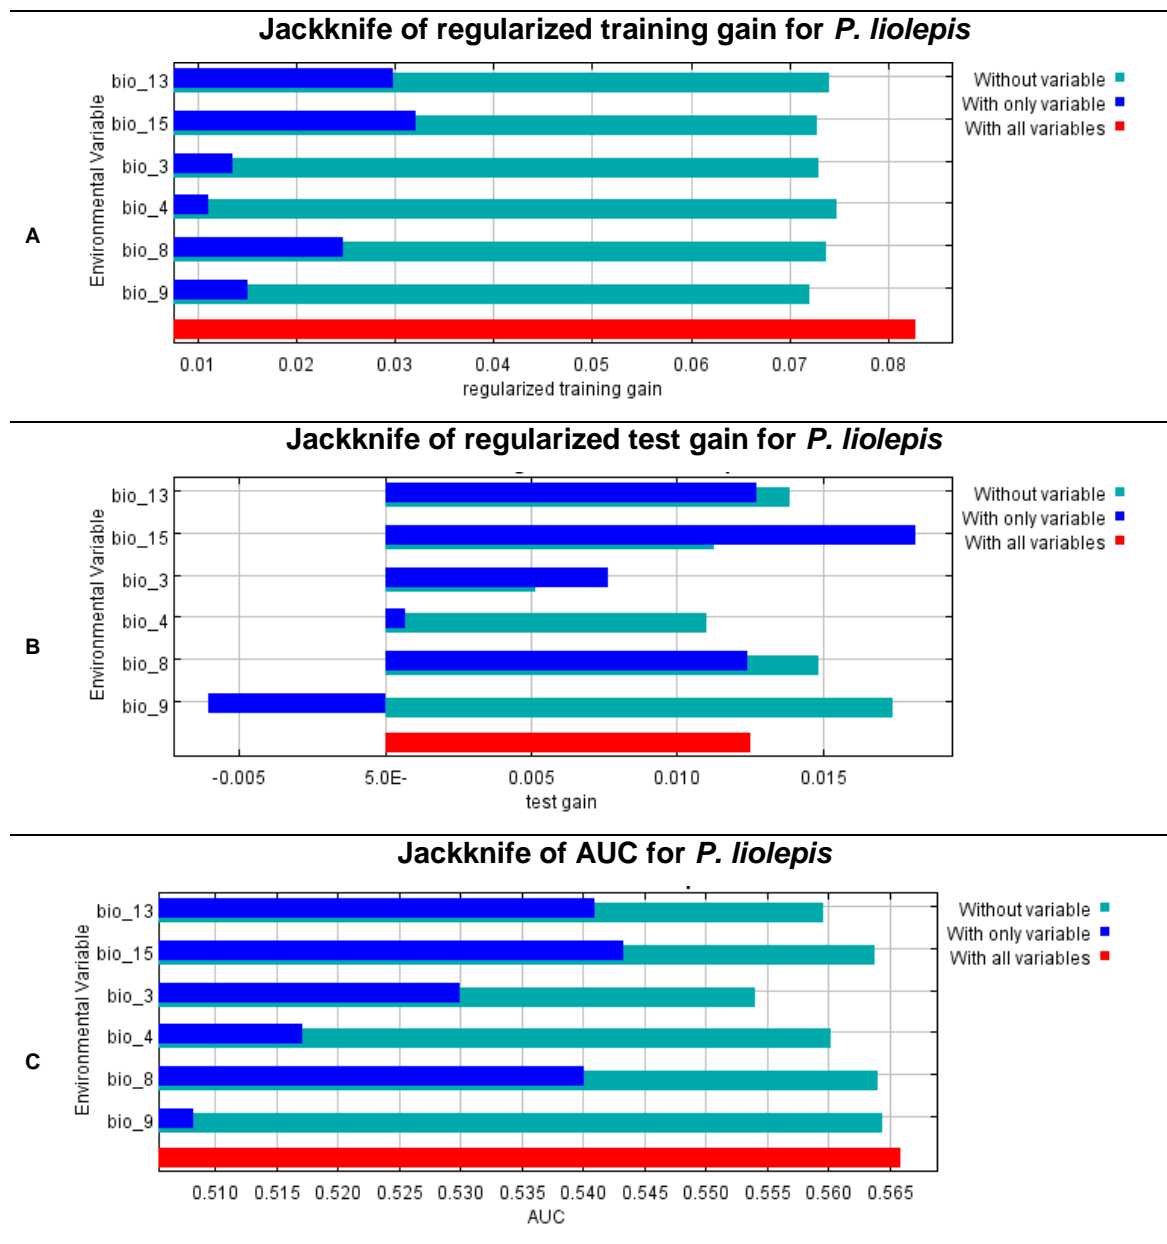 Jackknife of regularized training gain for P. liolepis
bio_13
bio_15
bio_3
bio_4
bio_8
bio_9
Environmental Variable
Without variable
With only variable
With all variables
A
0.01 0.02 0.03 0.04 0.05 0.06 0.07 0.08
regularized training gain
Jackknife of regularized test gain for P. liolepis
bio_13
bio_15
bio_3
bio_4
bio_8
bio_9
Environmental Variable
Without variable
With only variable
With all variables
B
-0.005 5.0E- 0.005 0.010 0.015
test gain
Jackknife of AUC for P. liolepis
bio_13
bio_15
bio_3
bio_4
bio_8
bio_9
Environmental Variable
Without variable
With only variable
With all variables
C
0.510 0.515 0.520 0.525 0.530 0.535 0.540 0.545 0.550 0.555 0.560 0.565
AUC